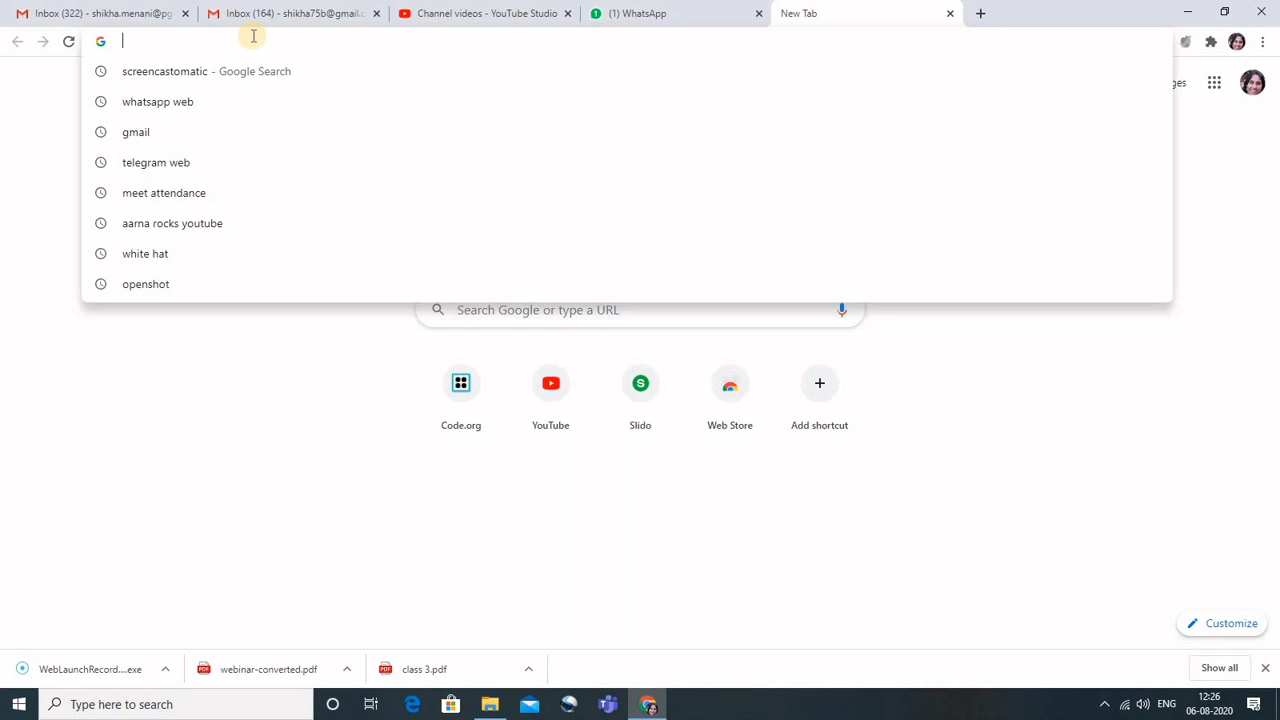 Inbox (322) - shikha.menani@pg
Inbox (164) - shikha75b@gmail.c
Channel videos - YouTube Studio
(1) WhatsApp
New Tab
screencastomatic - Google Search
whatsapp web
gmail
telegram web
meet attendance
aarna rocks youtube
white hat
openshot
Search Google or type a URL
Code.org
YouTube
S
Slido
Web Store
Add shortcut
Customize
WebLaunchRecord....exe
webinar-converted.pdf
class 3.pdf
Show all
Type here to search
ENG
12:26
06-08-2020